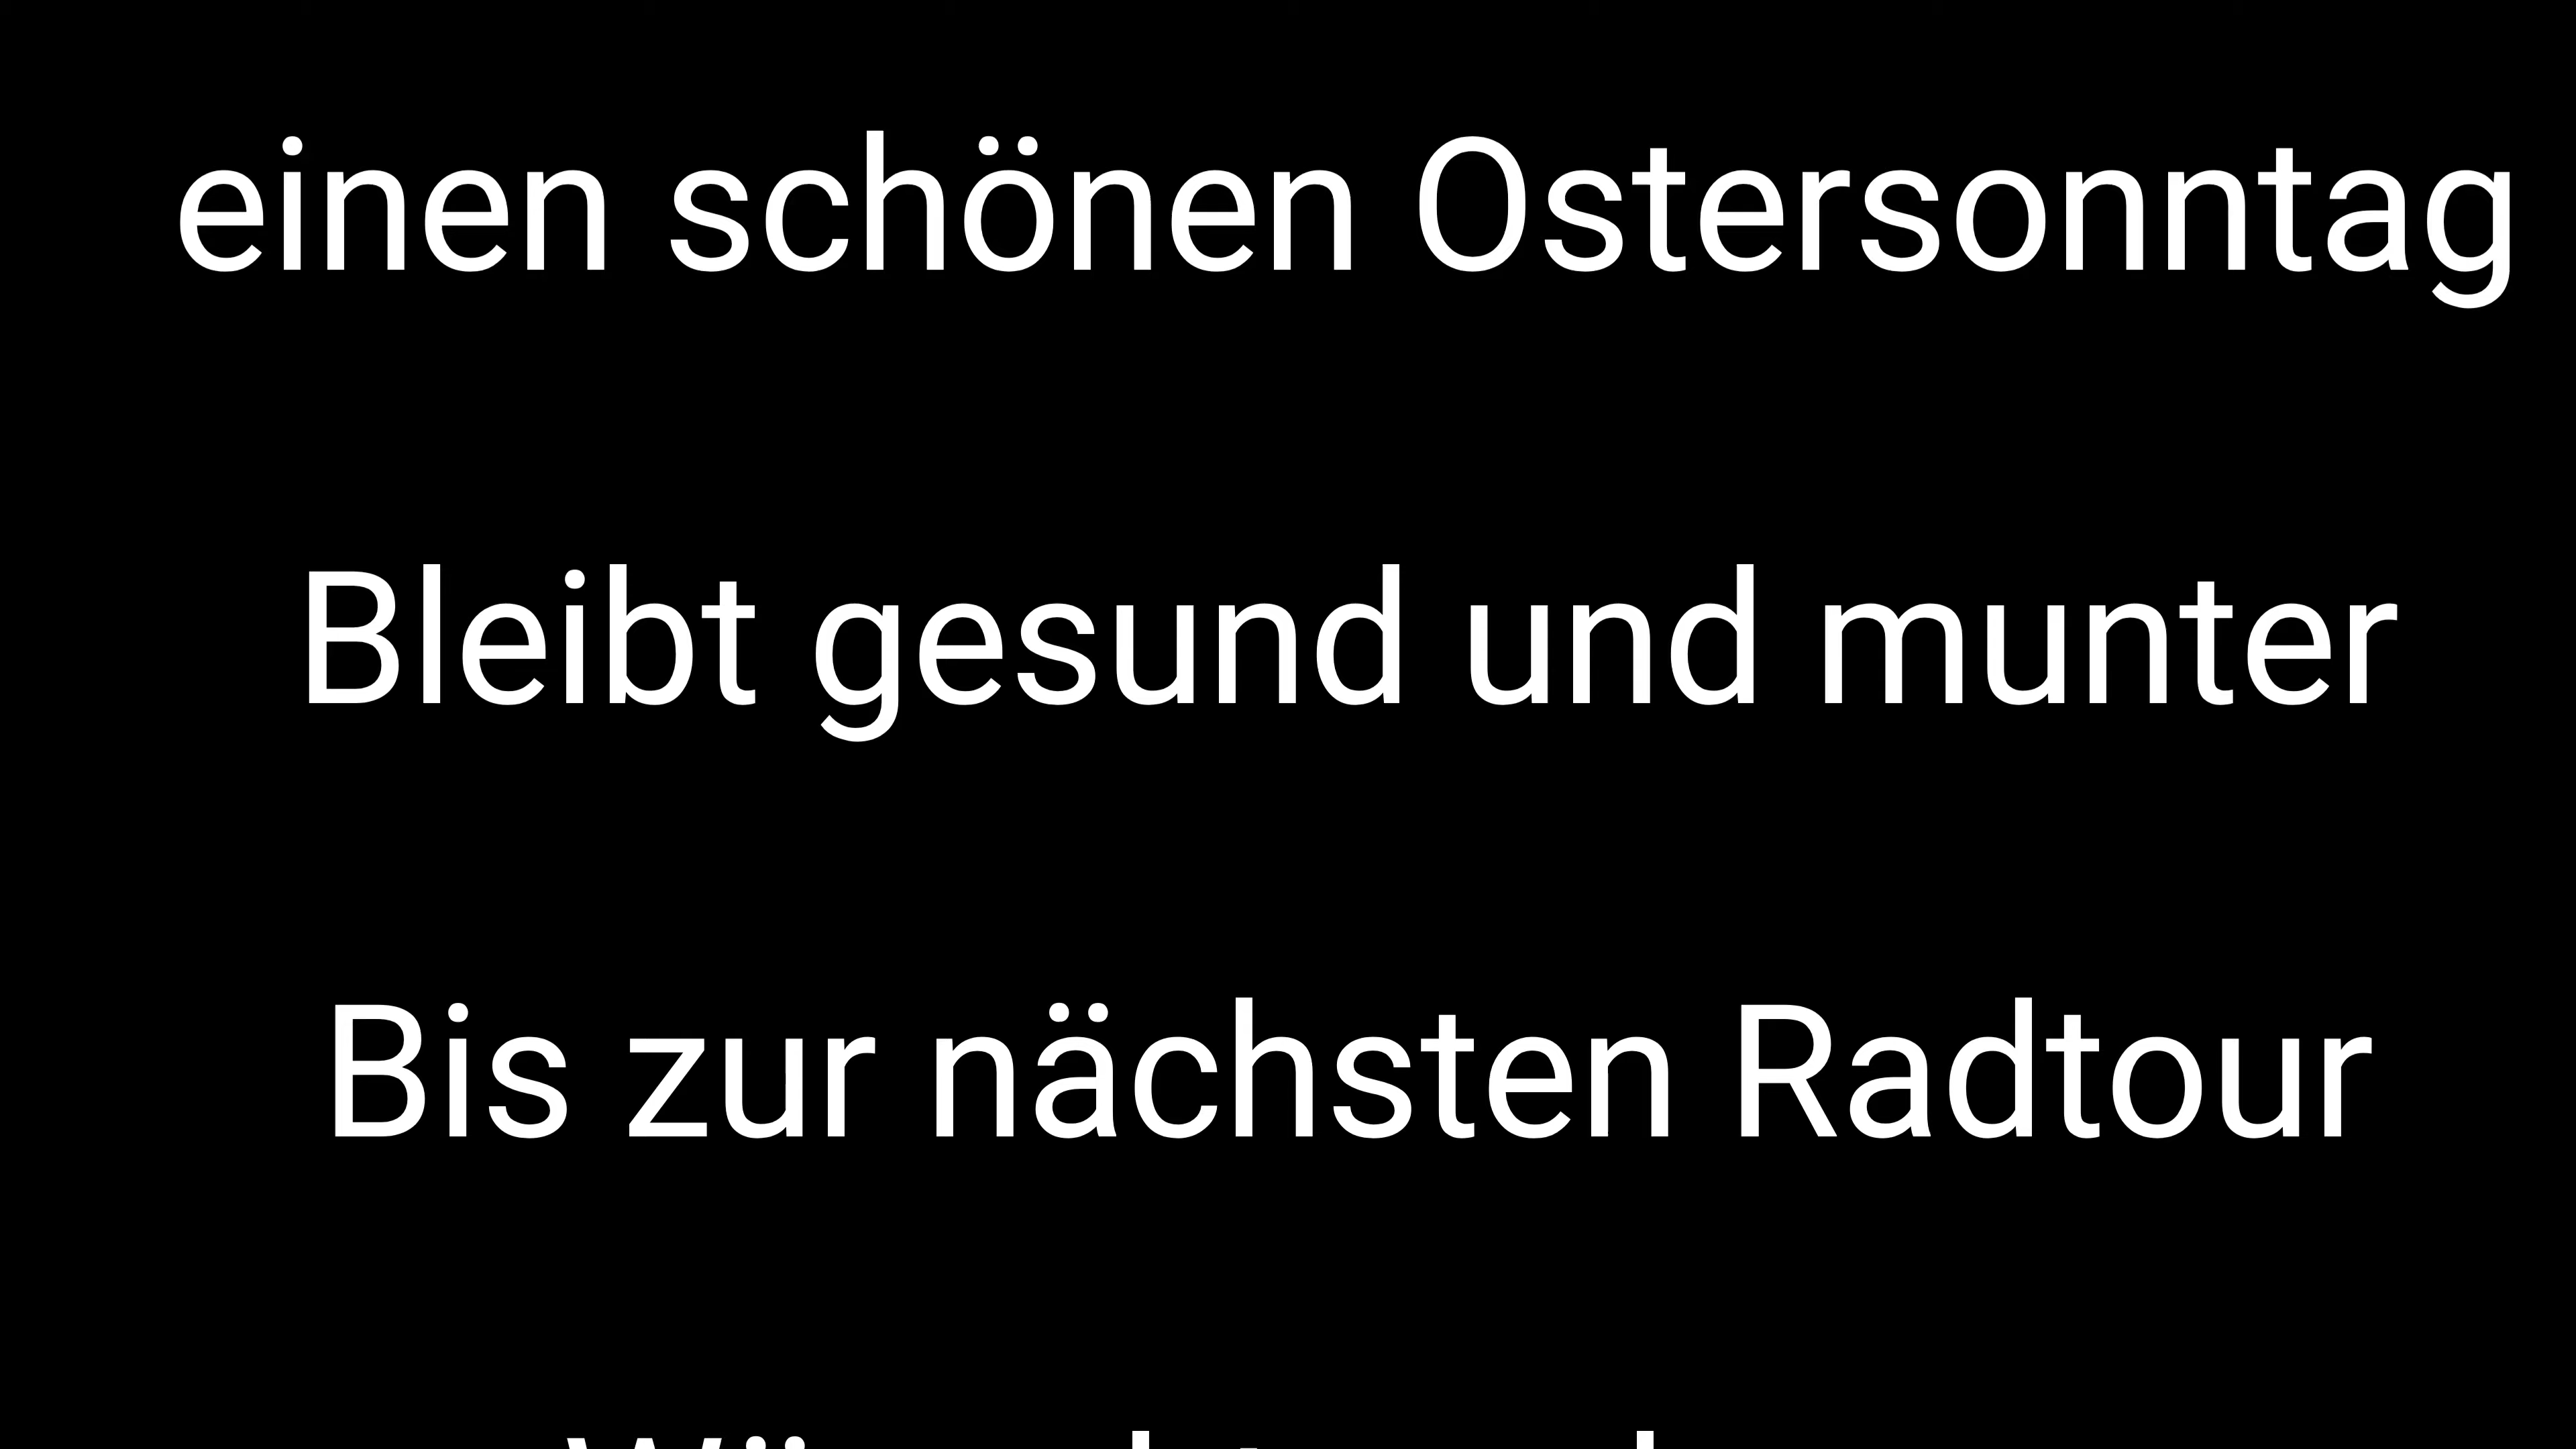 einen schönen Ostersonntag
Bleibt gesund und munter
Bis zur nächsten Radtour